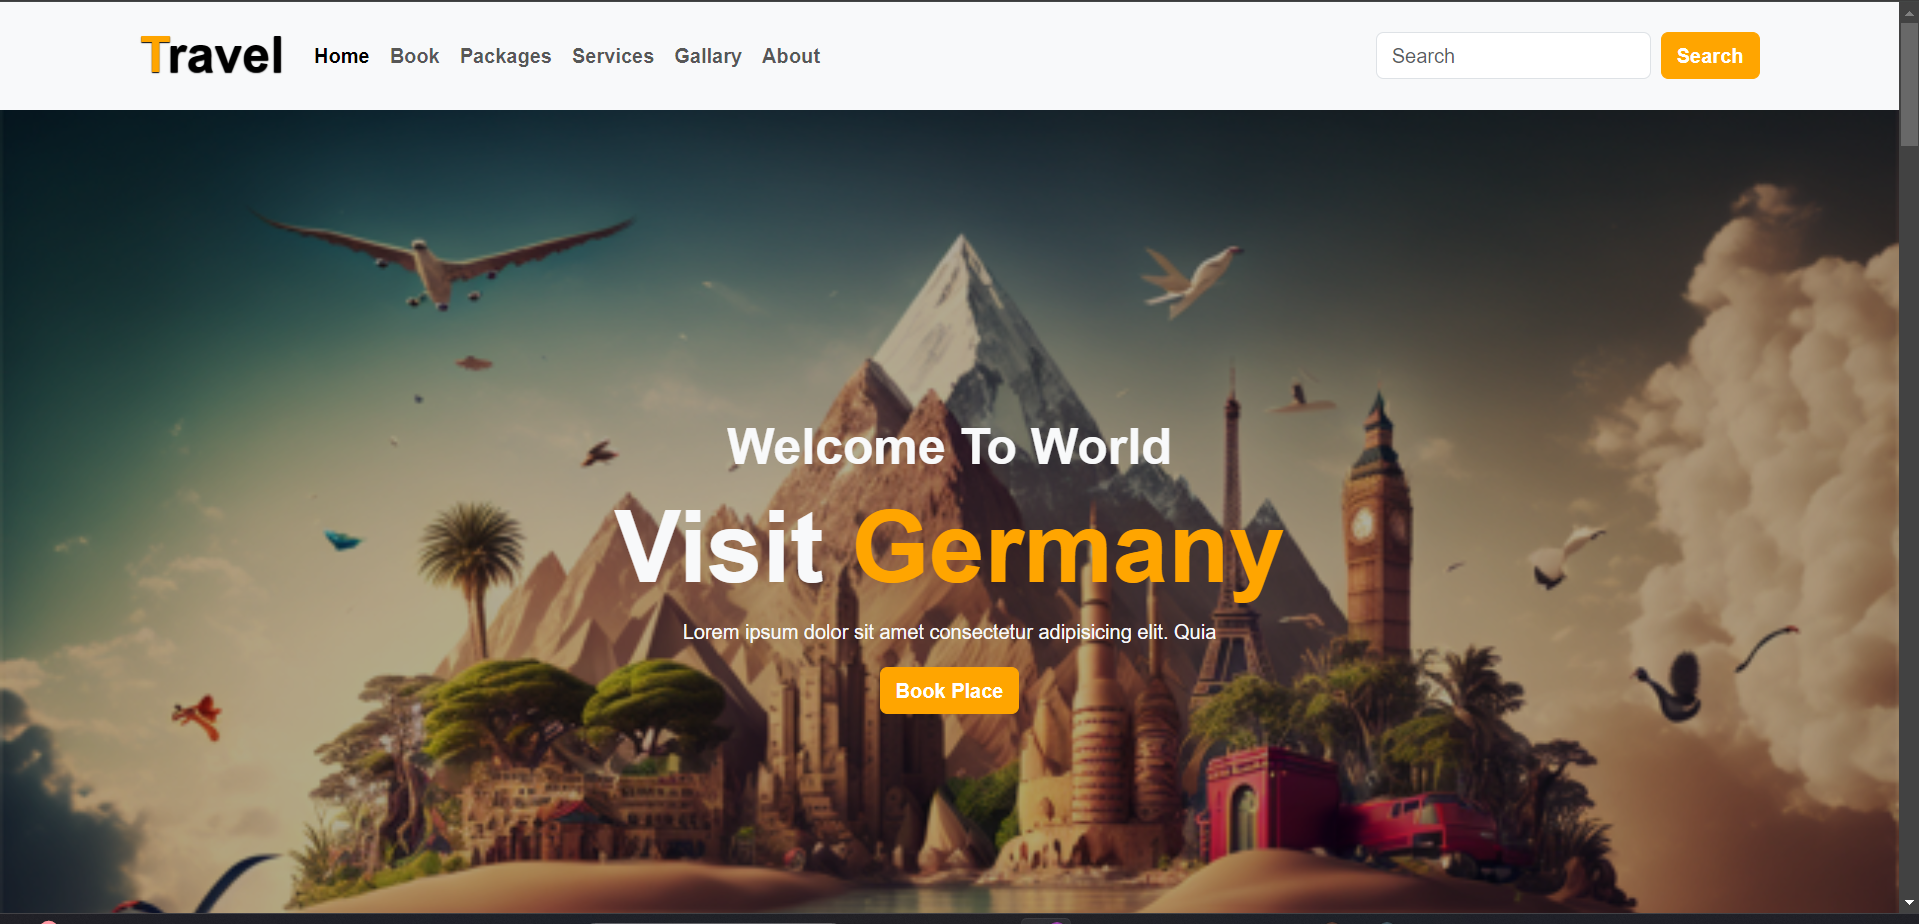 Travel Home Book Packages Services Gallary About Search Search
Welcome To World
Visit Germany
Lorem ipsum dolor sit amet consectetur adipisicing elit. Quia
Book Place